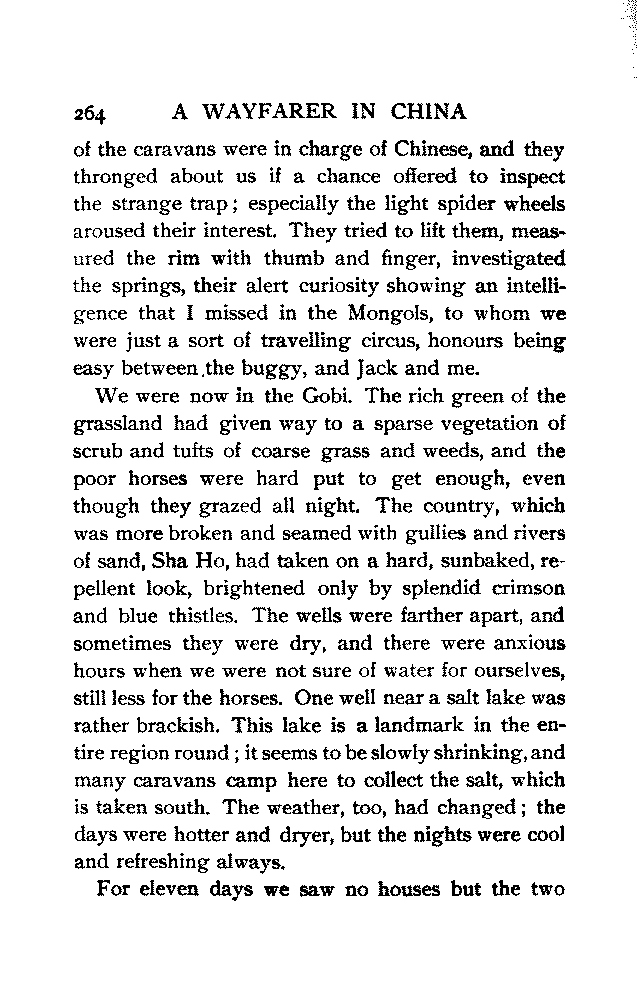 264 A WAYFARER IN CHINA
of the caravans were in charge of Chinese, and they
thronged about us if a chance offered to inspect
the strange trap; especially the light spider wheels
aroused their interest. They tried to lift them, meas-
ured the rim with thumb and finger, investigated
the springs, their alert curiosity showing an intelli-
gence that I missed in the Mongols, to whom we
were just a sort of travelling circus, honours being
easy between the buggy, and Jack and me.
We were now in the Gobi. The rich green of the
grassland had given way to a sparse vegetation of
scrub and tufts of coarse grass and weeds, and the
poor horses were hard put to get enough, even
though they grazed all night. The country, which
was more broken and seamed with gullies and rivers
of sand, Sha Ho, had taken on a hard, sunbaked, re-
pellent look, brightened only by splendid crimson
and blue thistles. The wells were farther apart, and
sometimes they were dry, and there were anxious
hours when we were not sure of water for ourselves,
still less for the horses. One well near a salt lake was
rather brackish. This lake is a landmark in the en-
tire region round; it seems to be slowly shrinking, and
many caravans camp here to collect the salt, which
is taken south. The weather, too, had changed; the
days were hotter and dryer, but the nights were cool
and refreshing always.
For eleven days we saw no houses but the two